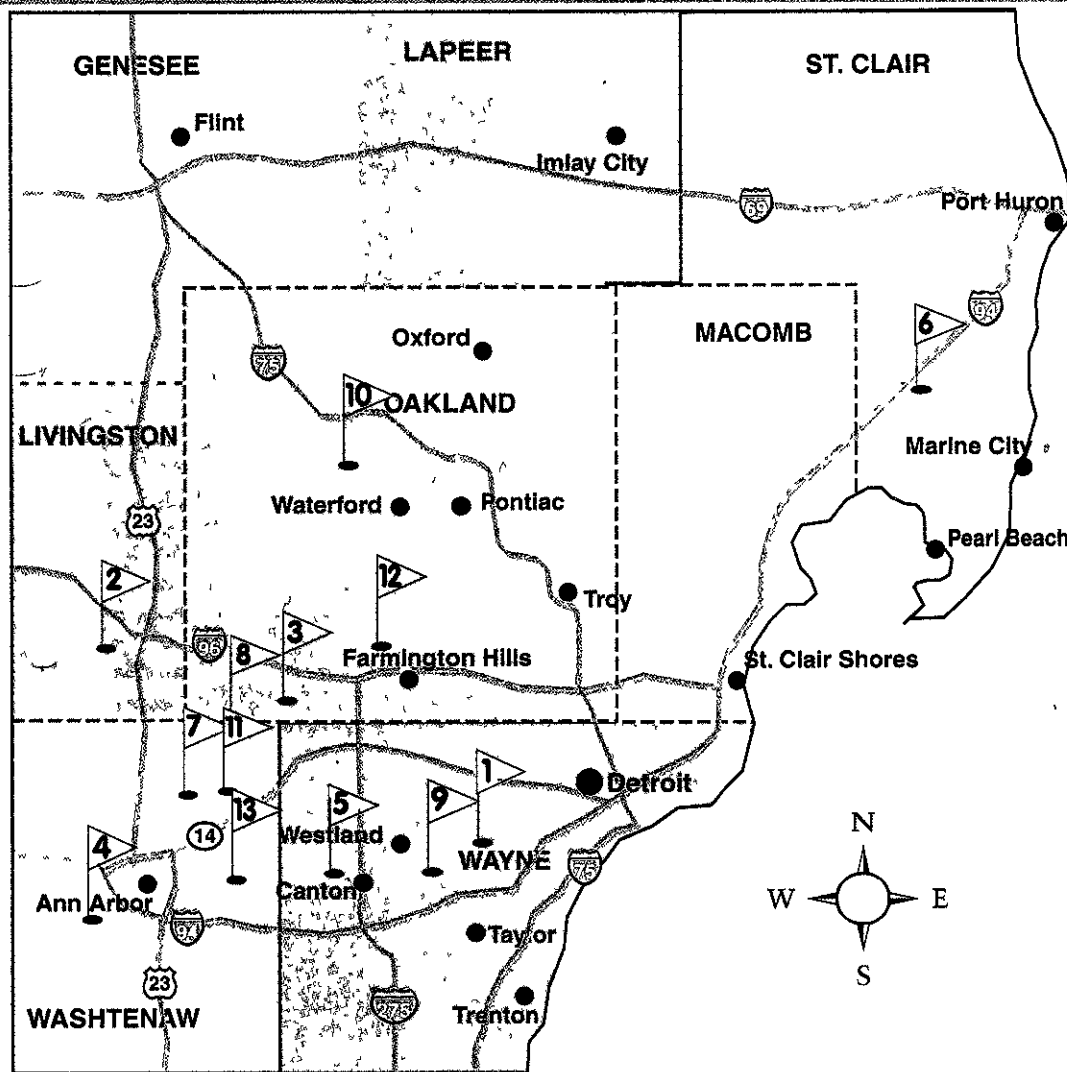 GENESEE
LAPEER
ST. CLAIR
Flint
Imlay City
69
Port Huron
94
6
Oxford
MACOMB
75
10
OAKLAND
LIVINGSTON
Marine City
Waterford
Pontiac
23
Pearl Beach
2
12
Troy
3
96
8
Farmington Hills
St. Clair Shores
7
11
1
Detroit
13
5
9
14
Westland
4
WAYNE
75
N
Canton
W
E
Ann Arbor
94
Taylor
S
23
275
Trenton
WASHTENAW